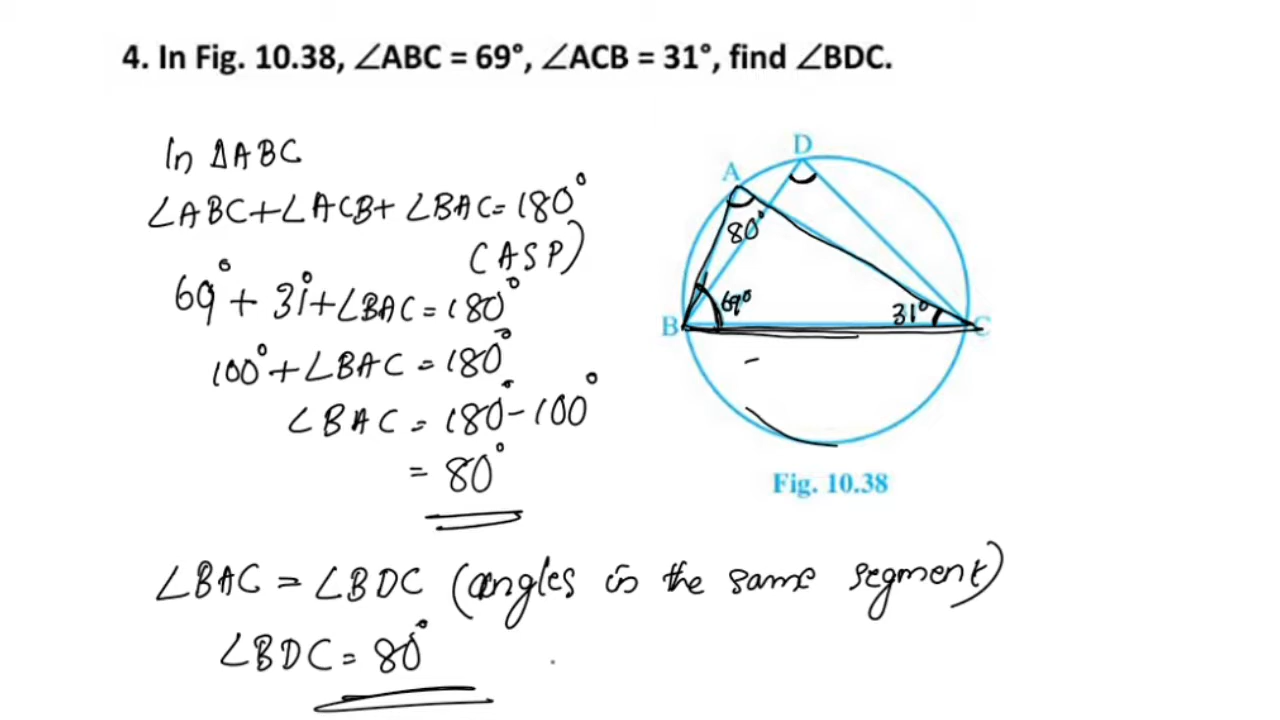 4. In Fig. 10.38, ∠ABC = 69°, ∠ACB = 31°, find ∠BDC.
In ΔABC
∠ABC+∠ACB+ ∠BAC=180°
(ASP)
69° + 31°+∠BAC=180°
100°+∠BAC =180°
∠BAC = 180°-100°
= 80°
∠BAC = ∠BDC (angles in the same segment)
∠BDC = 80°
D
A
80°
69°
31°
B
C
Fig. 10.38